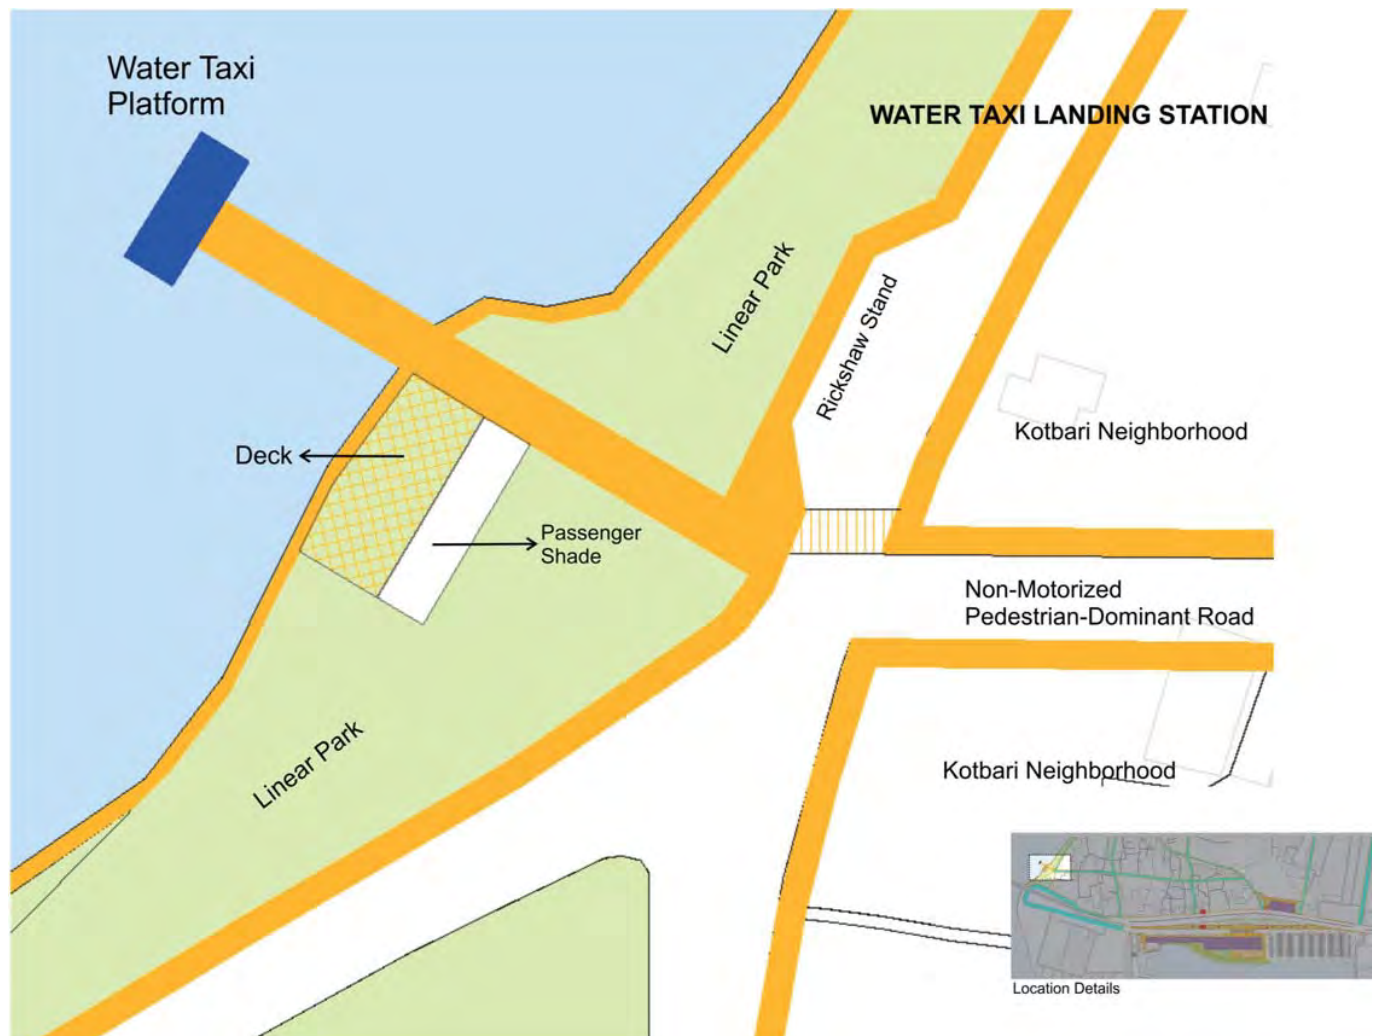 Water Taxi
Platform
WATER TAXI LANDING STATION
Linear Park
Rickshaw Stand
Kotbari Neighborhood
Deck
Passenger
Shade
Non-Motorized
Pedestrian-Dominant Road
Linear Park
Kotbari Neighborhood
Location Details